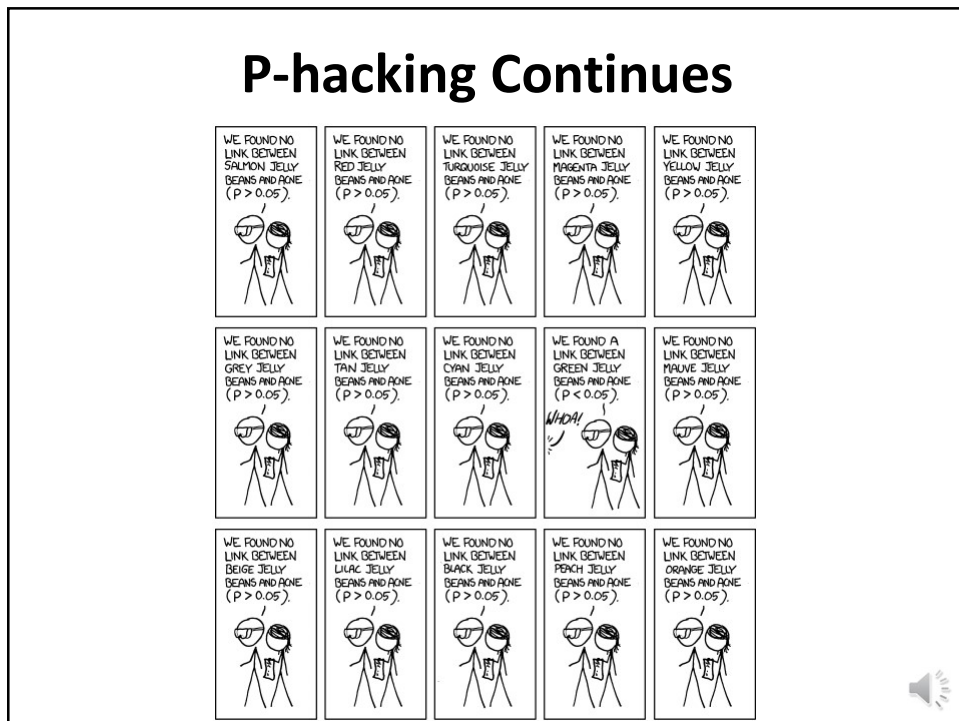 P-hacking Continues
WE FOUND NO
LINK BETWEEN
SALMON JELLY
BEANS AND ACNE
(P > 0.05).
WE FOUND NO
LINK BETWEEN
RED JELLY
BEANS AND ACNE
(P > 0.05).
WE FOUND NO
LINK BETWEEN
TURQUOISE JELLY
BEANS AND ACNE
(P > 0.05).
WE FOUND NO
LINK BETWEEN
MAGENTA JELLY
BEANS AND ACNE
(P > 0.05).
WE FOUND NO
LINK BETWEEN
YELLOW JELLY
BEANS AND ACNE
(P > 0.05).
WE FOUND NO
LINK BETWEEN
GREY JELLY
BEANS AND ACNE
(P > 0.05).
WE FOUND NO
LINK BETWEEN
TAN JELLY
BEANS AND ACNE
(P > 0.05).
WE FOUND NO
LINK BETWEEN
CYAN JELLY
BEANS AND ACNE
(P > 0.05).
WE FOUND A
LINK BETWEEN
GREEN JELLY
BEANS AND ACNE
(P < 0.05).
WHOA!
WE FOUND NO
LINK BETWEEN
MAUVE JELLY
BEANS AND ACNE
(P > 0.05).
WE FOUND NO
LINK BETWEEN
BEIGE JELLY
BEANS AND ACNE
(P > 0.05).
WE FOUND NO
LINK BETWEEN
LILAC JELLY
BEANS AND ACNE
(P > 0.05).
WE FOUND NO
LINK BETWEEN
BLACK JELLY
BEANS AND ACNE
(P > 0.05).
WE FOUND NO
LINK BETWEEN
PEACH JELLY
BEANS AND ACNE
(P > 0.05).
WE FOUND NO
LINK BETWEEN
ORANGE JELLY
BEANS AND ACNE
(P > 0.05).